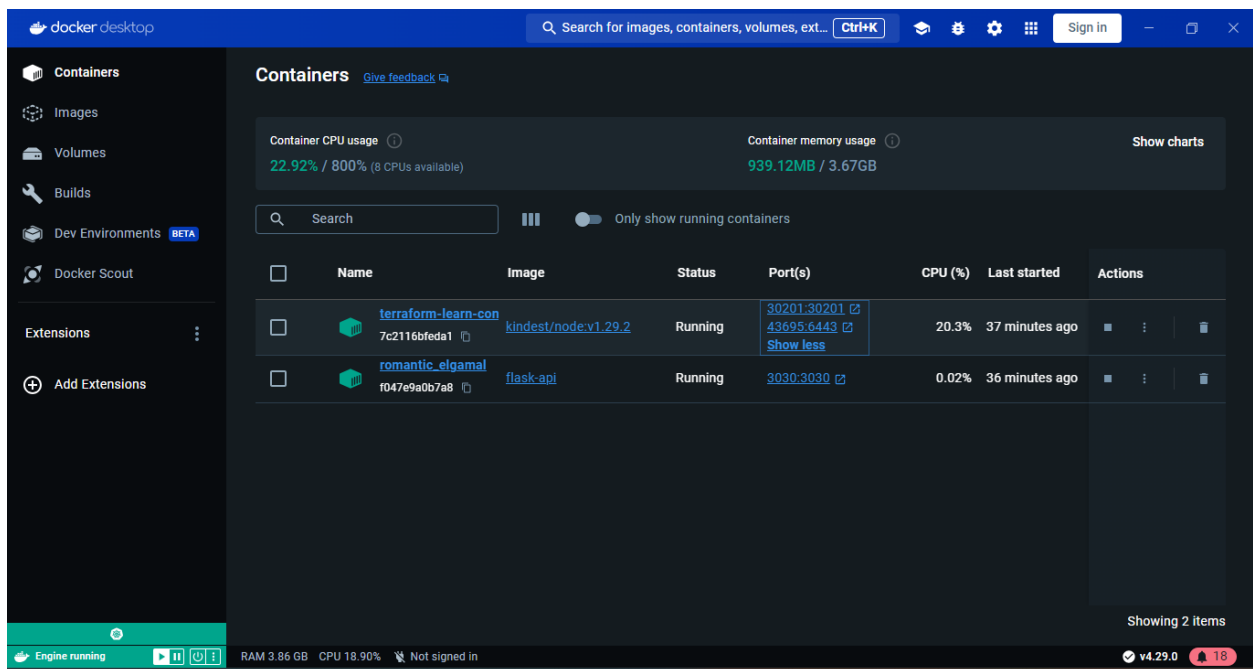 docker desktop
Search for images, containers, volumes, ext... Ctrl+K
Sign in
Containers
Images
Volumes
Builds
Dev Environments BETA
Docker Scout
Extensions
Add Extensions
Containers Give feedback
Container CPU usage
22.92% / 800% (8 CPUs available)
Container memory usage
939.12MB / 3.67GB
Show charts
Search
Only show running containers
Name Image Status Port(s) CPU (%) Last started Actions
terraform-learn-con
7c2116bfeda1
kindest/node:v1.29.2
Running
30201:30201
43695:6443
Show less
20.3%
37 minutes ago
romantic_elgamal
f047e9a0b7a8
flask-api
Running
3030:3030
0.02%
36 minutes ago
Showing 2 items
Engine running
RAM 3.86 GB CPU 18.90% Not signed in
v4.29.0
18